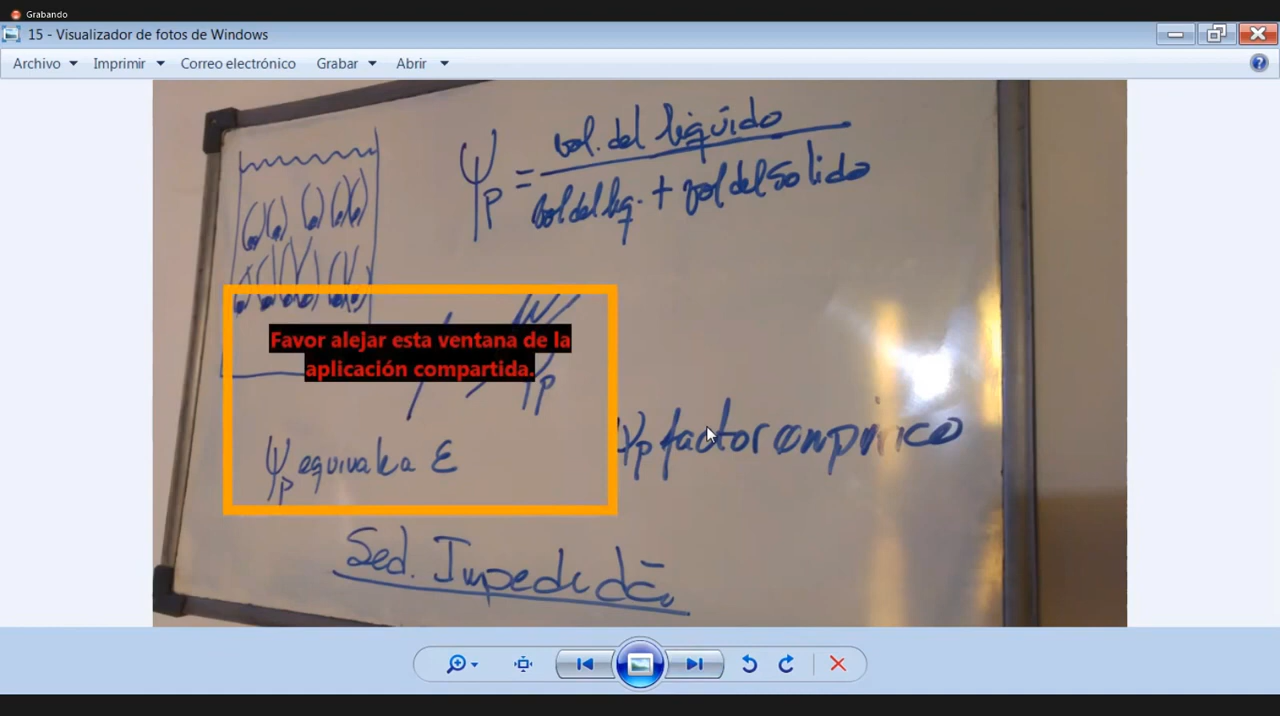 Grabando
15 - Visualizador de fotos de Windows
Archivo Imprimir Correo electrónico Grabar Abrir
ψp = vol. del liquido
vol del liq. + vol del solido
Favor alejar esta ventana de la
aplicación compartida.
ψp
ψp equivale a ε
ψp factor empirico
Sed. Impedida